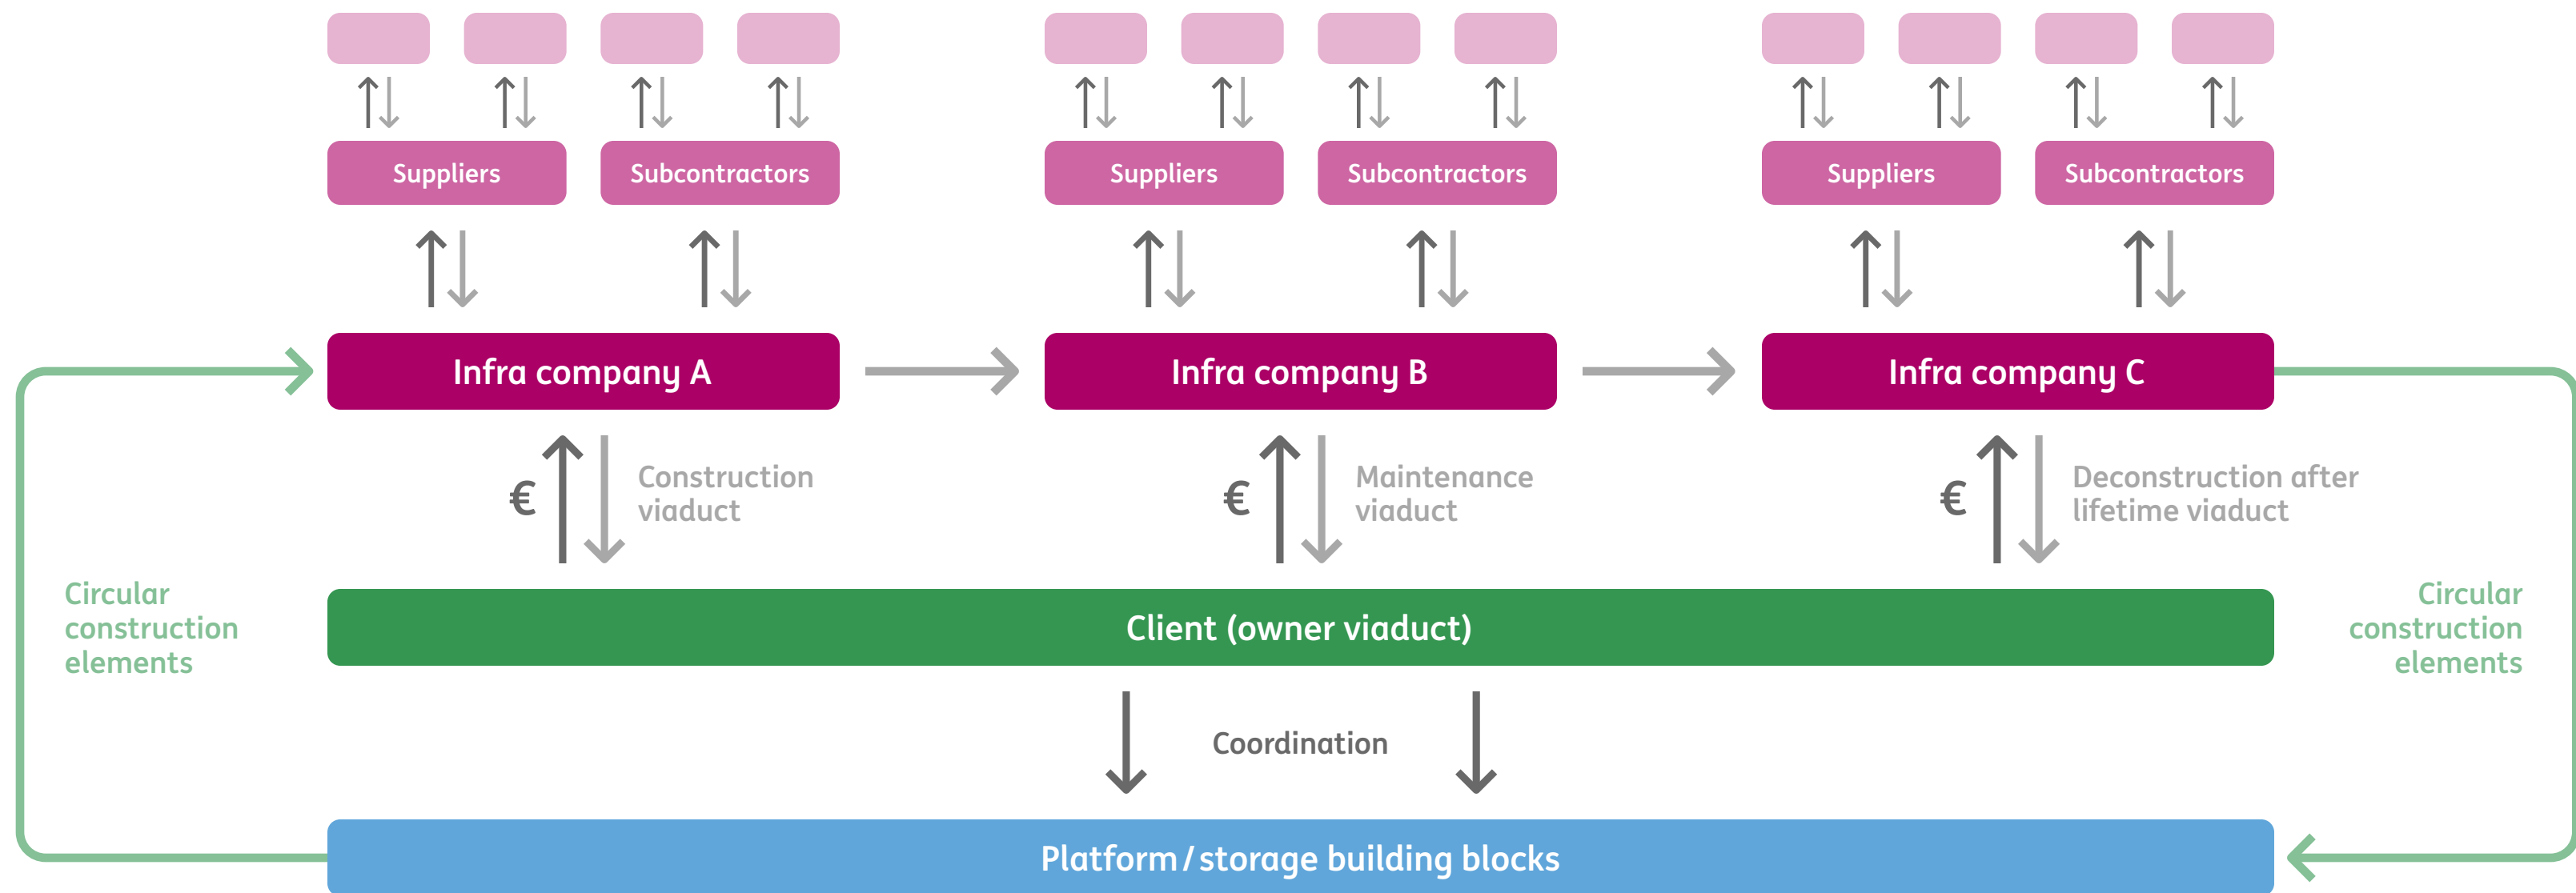 Suppliers
Subcontractors
Suppliers
Subcontractors
Suppliers
Subcontractors
Infra company A
Infra company B
Infra company C
€
Construction
viaduct
€
Maintenance
viaduct
€
Deconstruction after
lifetime viaduct
Circular
construction
elements
Client (owner viaduct)
Circular
construction
elements
Coordination
Platform/storage building blocks